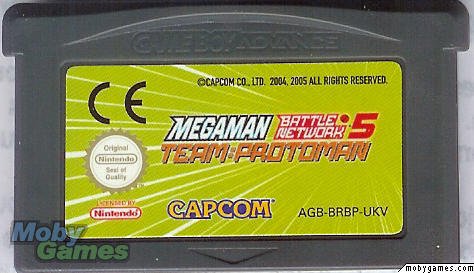 GAME BOY ADVANCE
©CAPCOM CO., LTD. 2004, 2005 ALL RIGHTS RESERVED.
CE
MEGAMAN BATTLE NETWORK 5
TEAM PROTOMAN
Original
Nintendo
Seal of
Quality
LICENSED BY
Nintendo
CAPCOM
AGB-BRBP-UKV
Moby
Games
mobygames.com